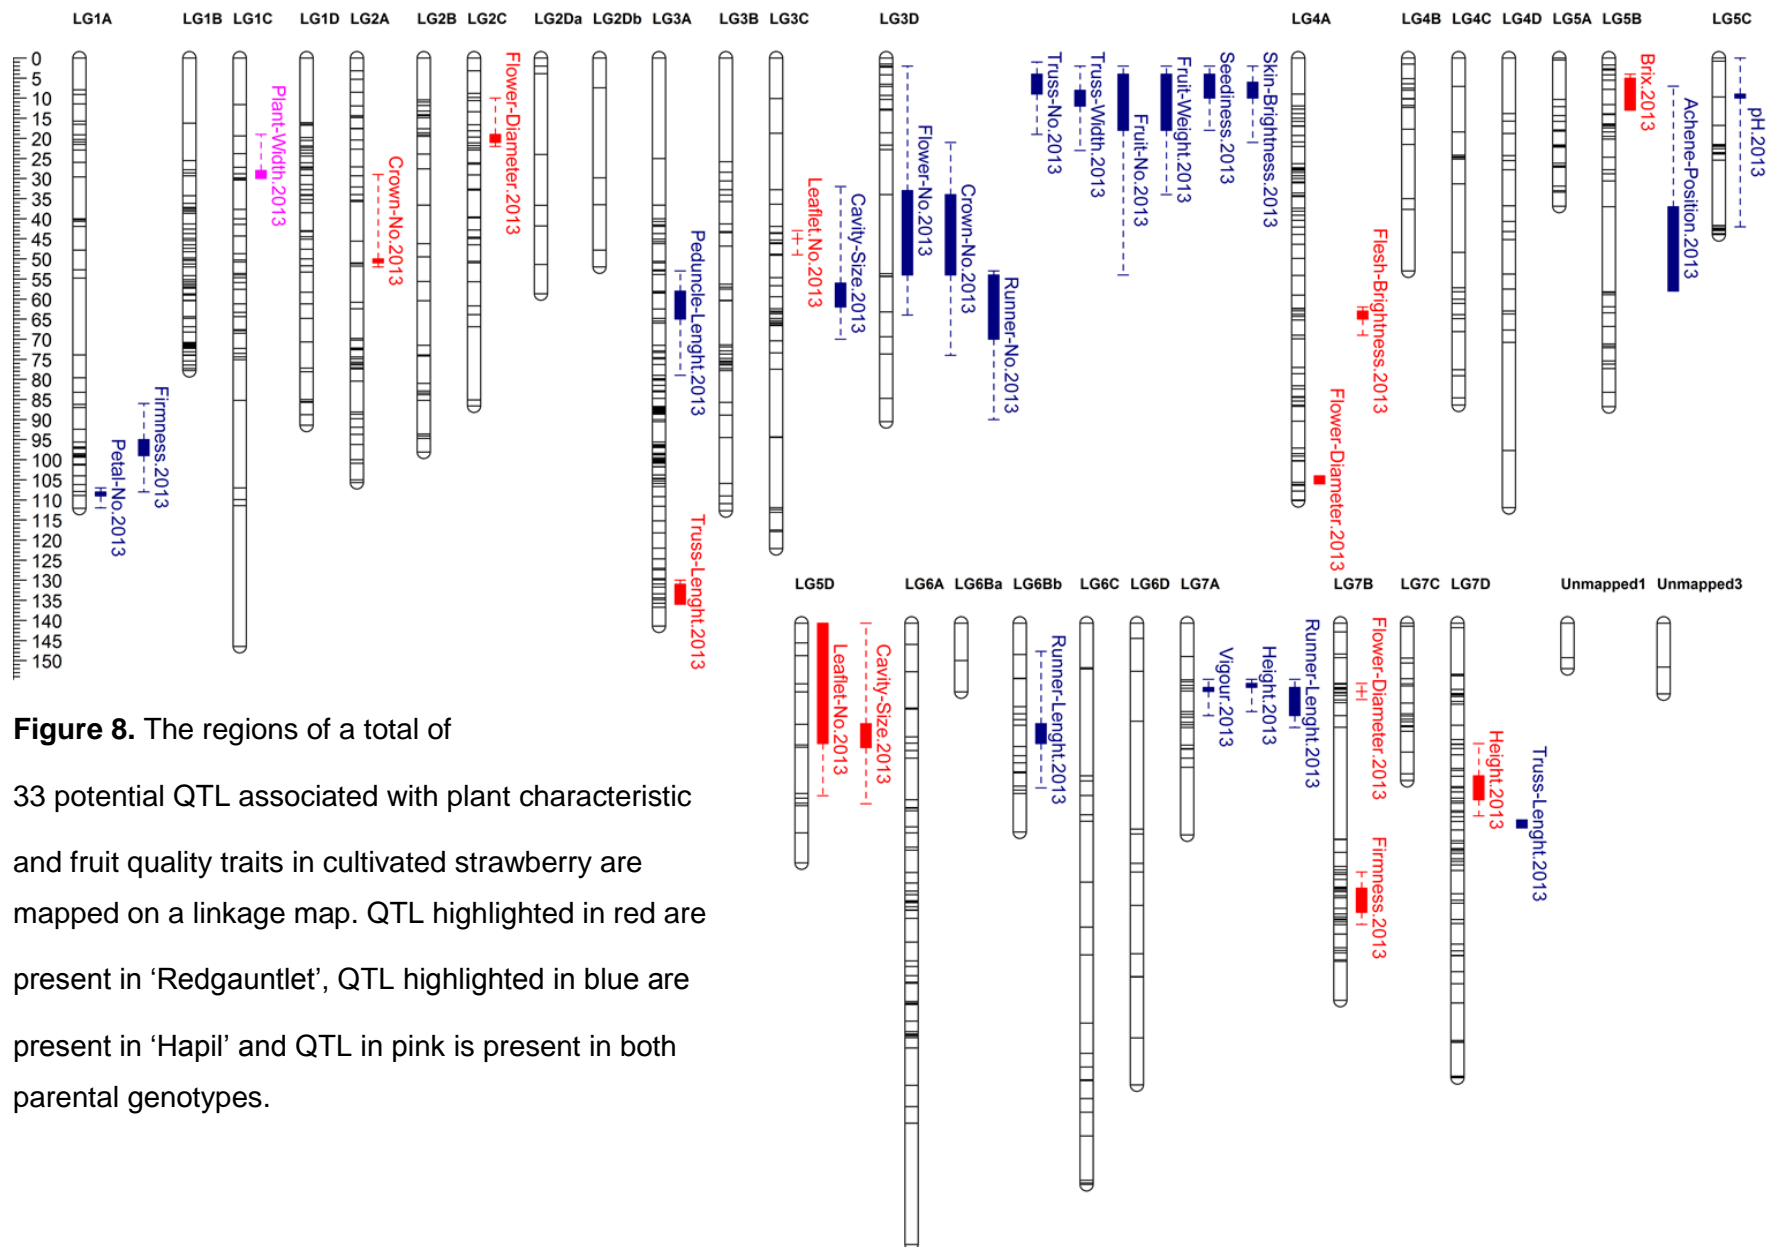 LG1A LG1B LG1C LG1D LG2A LG2B LG2C LG2Da LG2Db LG3A LG3B LG3C LG3D LG4A LG4B LG4C LG4D LG5A LG5B LG5C
0
5
10
15
20
25
30
35
40
45
50
55
60
65
70
75
80
85
90
95
100
105
110
115
120
125
130
135
140
145
150
Petal-No.2013
Firmness.2013
Plant-Width.2013
Crown-No.2013
Flower-Diameter.2013
Peduncle-Lenght.2013
Truss-Lenght.2013
Leaflet.No.2013
Cavity-Size.2013
Flower-No.2013
Crown-No.2013
Runner-No.2013
Truss-No.2013
Truss-Width.2013
Fruit-No.2013
Fruit-Weight.2013
Seediness.2013
Skin-Brightness.2013
Flower-Diameter.2013
Flesh-Brightness.2013
Brix.2013
Achene-Position.2013
pH.2013
LG5D LG6A LG6Ba LG6Bb LG6C LG6D LG7A LG7B LG7C LG7D Unmapped1 Unmapped3
Leaflet-No.2013
Cavity-Size.2013
Runner-Lenght.2013
Vigour.2013
Height.2013
Runner-Lenght.2013
Flower-Diameter.2013
Firmness.2013
Height.2013
Truss-Lenght.2013
Figure 8. The regions of a total of
33 potential QTL associated with plant characteristic
and fruit quality traits in cultivated strawberry are
mapped on a linkage map. QTL highlighted in red are
present in ‘Redgauntlet’, QTL highlighted in blue are
present in ‘Hapil’ and QTL in pink is present in both
parental genotypes.